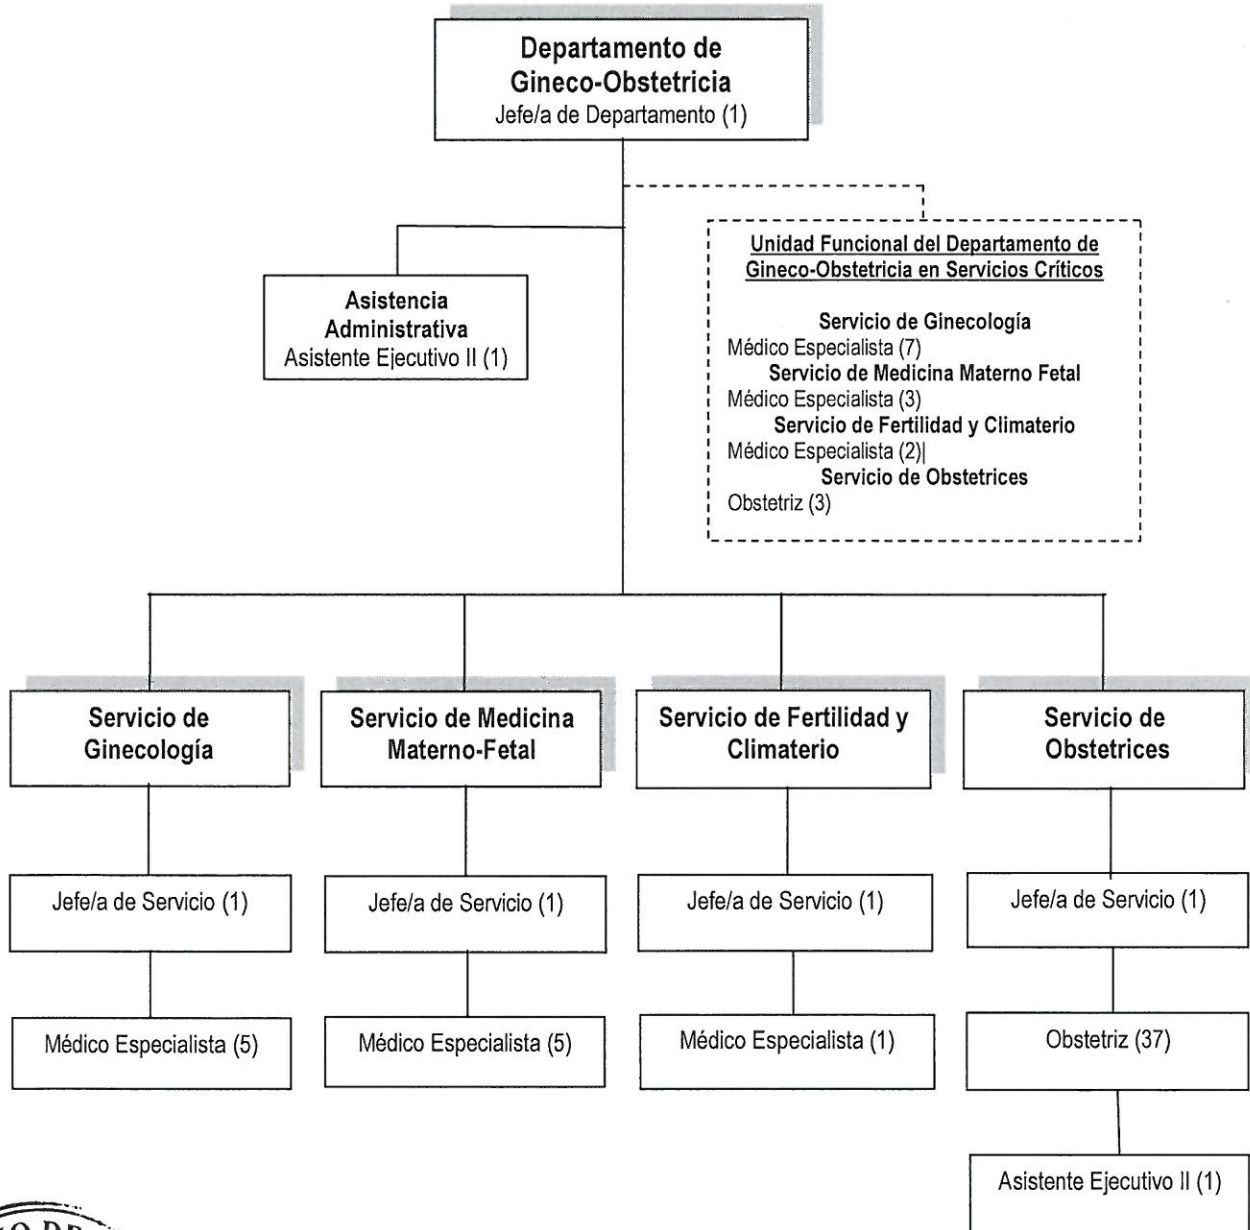 Departamento de
Gineco-Obstetricia
Jefe/a de Departamento (1)
Asistencia
Administrativa
Asistente Ejecutivo II (1)
Unidad Funcional del Departamento de
Gineco-Obstetricia en Servicios Críticos
Servicio de Ginecología
Médico Especialista (7)
Servicio de Medicina Materno Fetal
Médico Especialista (3)
Servicio de Fertilidad y Climaterio
Médico Especialista (2)|
Servicio de Obstetrices
Obstetriz (3)
Servicio de
Ginecología
Jefe/a de Servicio (1)
Médico Especialista (5)
Servicio de Medicina
Materno-Fetal
Jefe/a de Servicio (1)
Médico Especialista (5)
Servicio de Fertilidad y
Climaterio
Jefe/a de Servicio (1)
Médico Especialista (1)
Servicio de
Obstetrices
Jefe/a de Servicio (1)
Obstetriz (37)
Asistente Ejecutivo II (1)